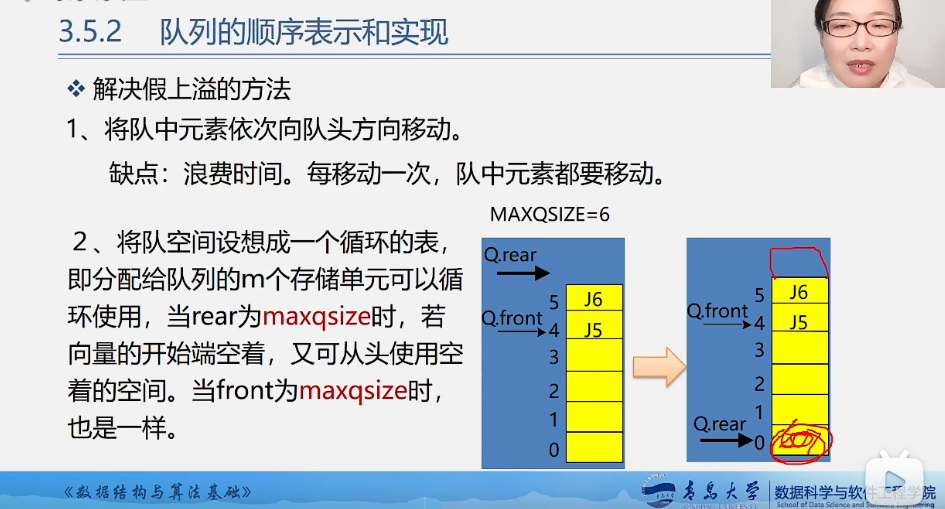 3.5.2 队列的顺序表示和实现
解决假上溢的方法
1、将队中元素依次向队头方向移动。
缺点：浪费时间。每移动一次，队中元素都要移动。
2、将队空间设想成一个循环的表，
即分配给队列的m个存储单元可以循
环使用，当rear为maxqsize时，若
向量的开始端空着，又可从头使用空
着的空间。当front为maxqsize时，
也是一样。
MAXQSIZE=6
Q.rear
5 J6
Q.front 4 J5
3
2
1
0
5 J6
Q.front 4 J5
3
2
1
Q.rear 0
《数据结构与算法基础》
青岛大学
数据科学与软件工程学院
School of Data Science and Software Engineering